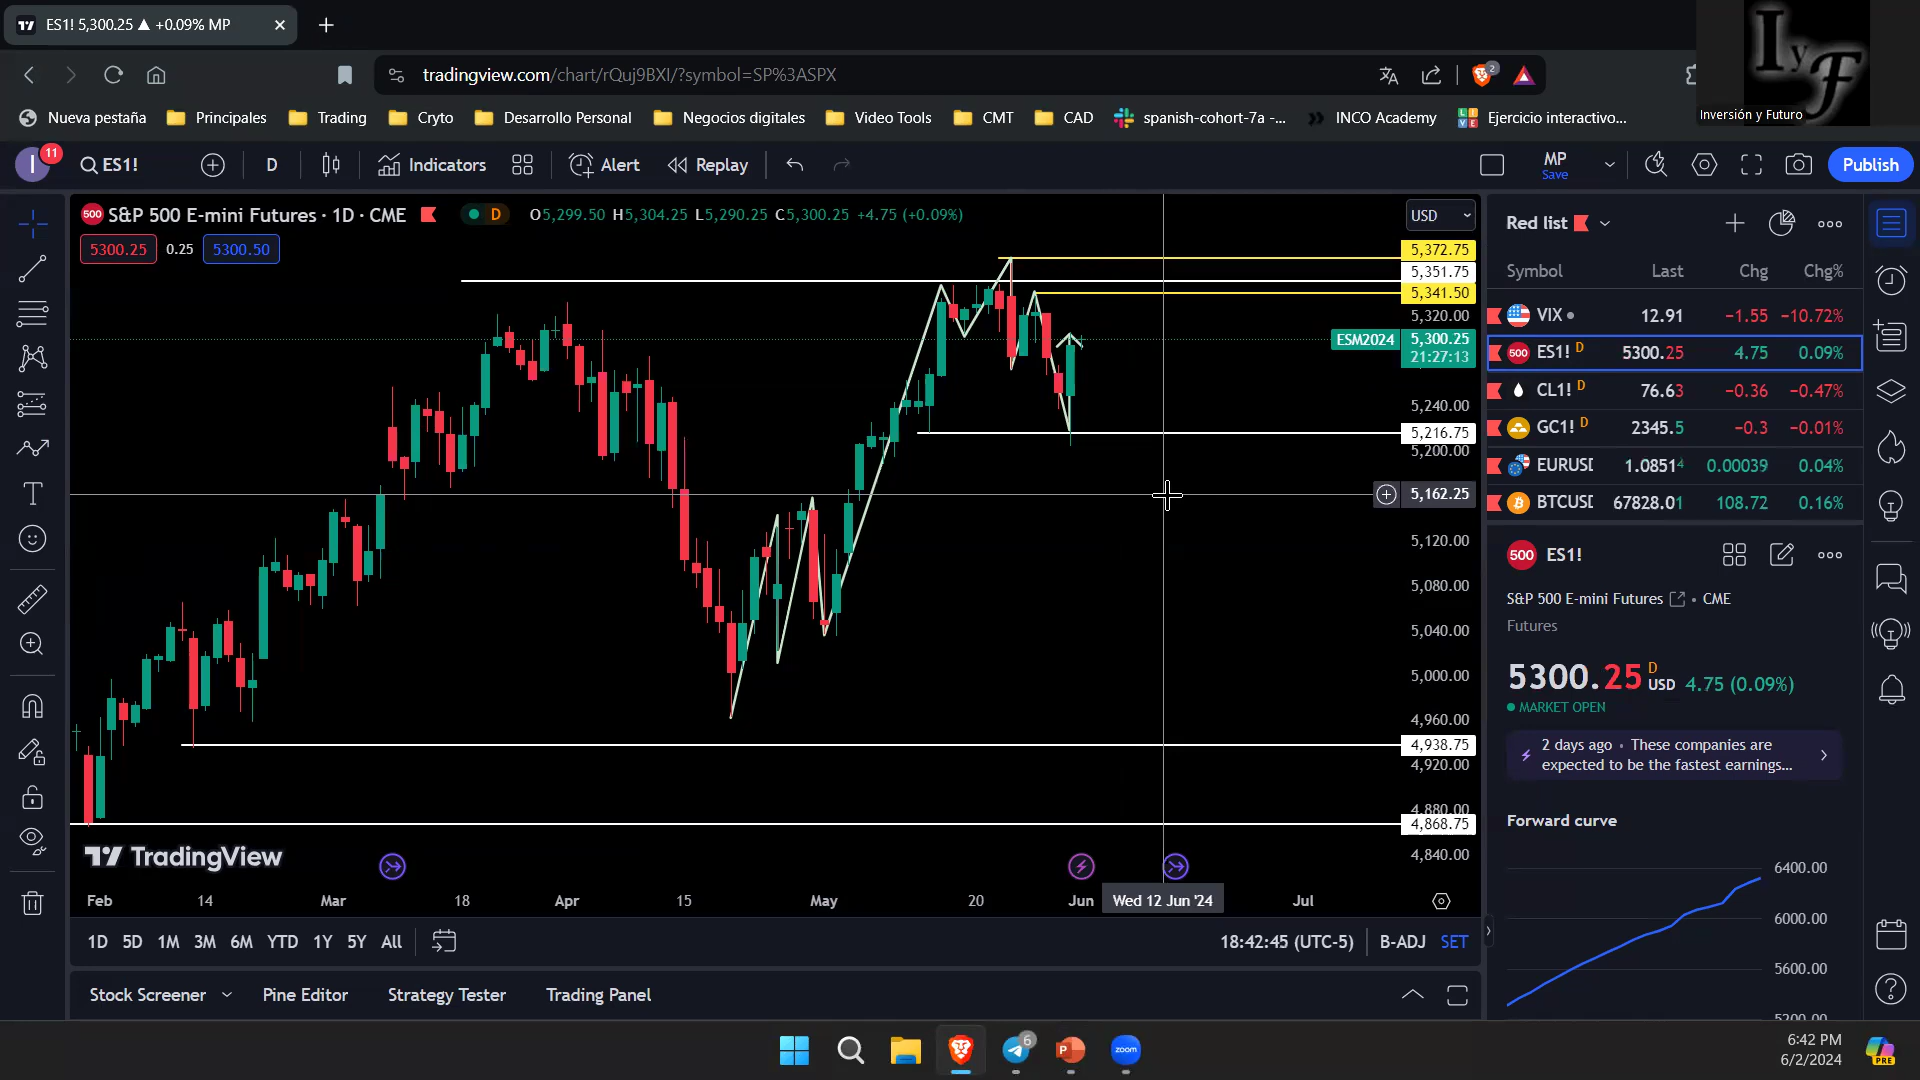 ES1! 5,300.25 ▲ +0.09% MP
tradingview.com/chart/rQuj9BXI/?symbol=SP%3ASPX
2
IyF
Inversión y Futuro
Nueva pestaña Principales Trading Cryto Desarrollo Personal Negocios digitales Video Tools CMT CAD spanish-cohort-7a -... INCO Academy Ejercicio interactivo...
I 11 ES1! D Indicators Alert Replay MP Save Publish
500 S&P 500 E-mini Futures · 1D · CME D O5,299.50 H5,304.25 L5,290.25 C5,300.25 +4.75 (+0.09%)
USD
5300.25 0.25 5300.50
5,372.75
5,351.75
5,341.50
5,320.00
ESM2024 5,300.25
21:27:13
5,240.00
5,216.75
5,200.00
5,162.25
5,120.00
5,080.00
5,040.00
5,000.00
4,960.00
4,938.75
4,920.00
4,880.00
4,868.75
4,840.00
TradingView
Feb 14 Mar 18 Apr 15 May 20 Jun Wed 12 Jun '24 Jul
1D 5D 1M 3M 6M YTD 1Y 5Y All 18:42:45 (UTC-5) B-ADJ SET
Stock Screener Pine Editor Strategy Tester Trading Panel
Red list
Symbol Last Chg Chg%
VIX 12.91 −1.55 −10.72%
500 ES1! D 5300.25 4.75 0.09%
CL1! D 76.63 −0.36 −0.47%
GC1! D 2345.5 −0.3 −0.01%
EURUSD 1.08514 0.00039 0.04%
BTCUSD 67828.01 108.72 0.16%
500 ES1!
S&P 500 E-mini Futures • CME
Futures
5300.25 D USD 4.75 (0.09%)
MARKET OPEN
2 days ago • These companies are
expected to be the fastest earnings...
Forward curve
6400.00
6000.00
5600.00
5200.00
6
zoom
6:42 PM
6/2/2024
PRE